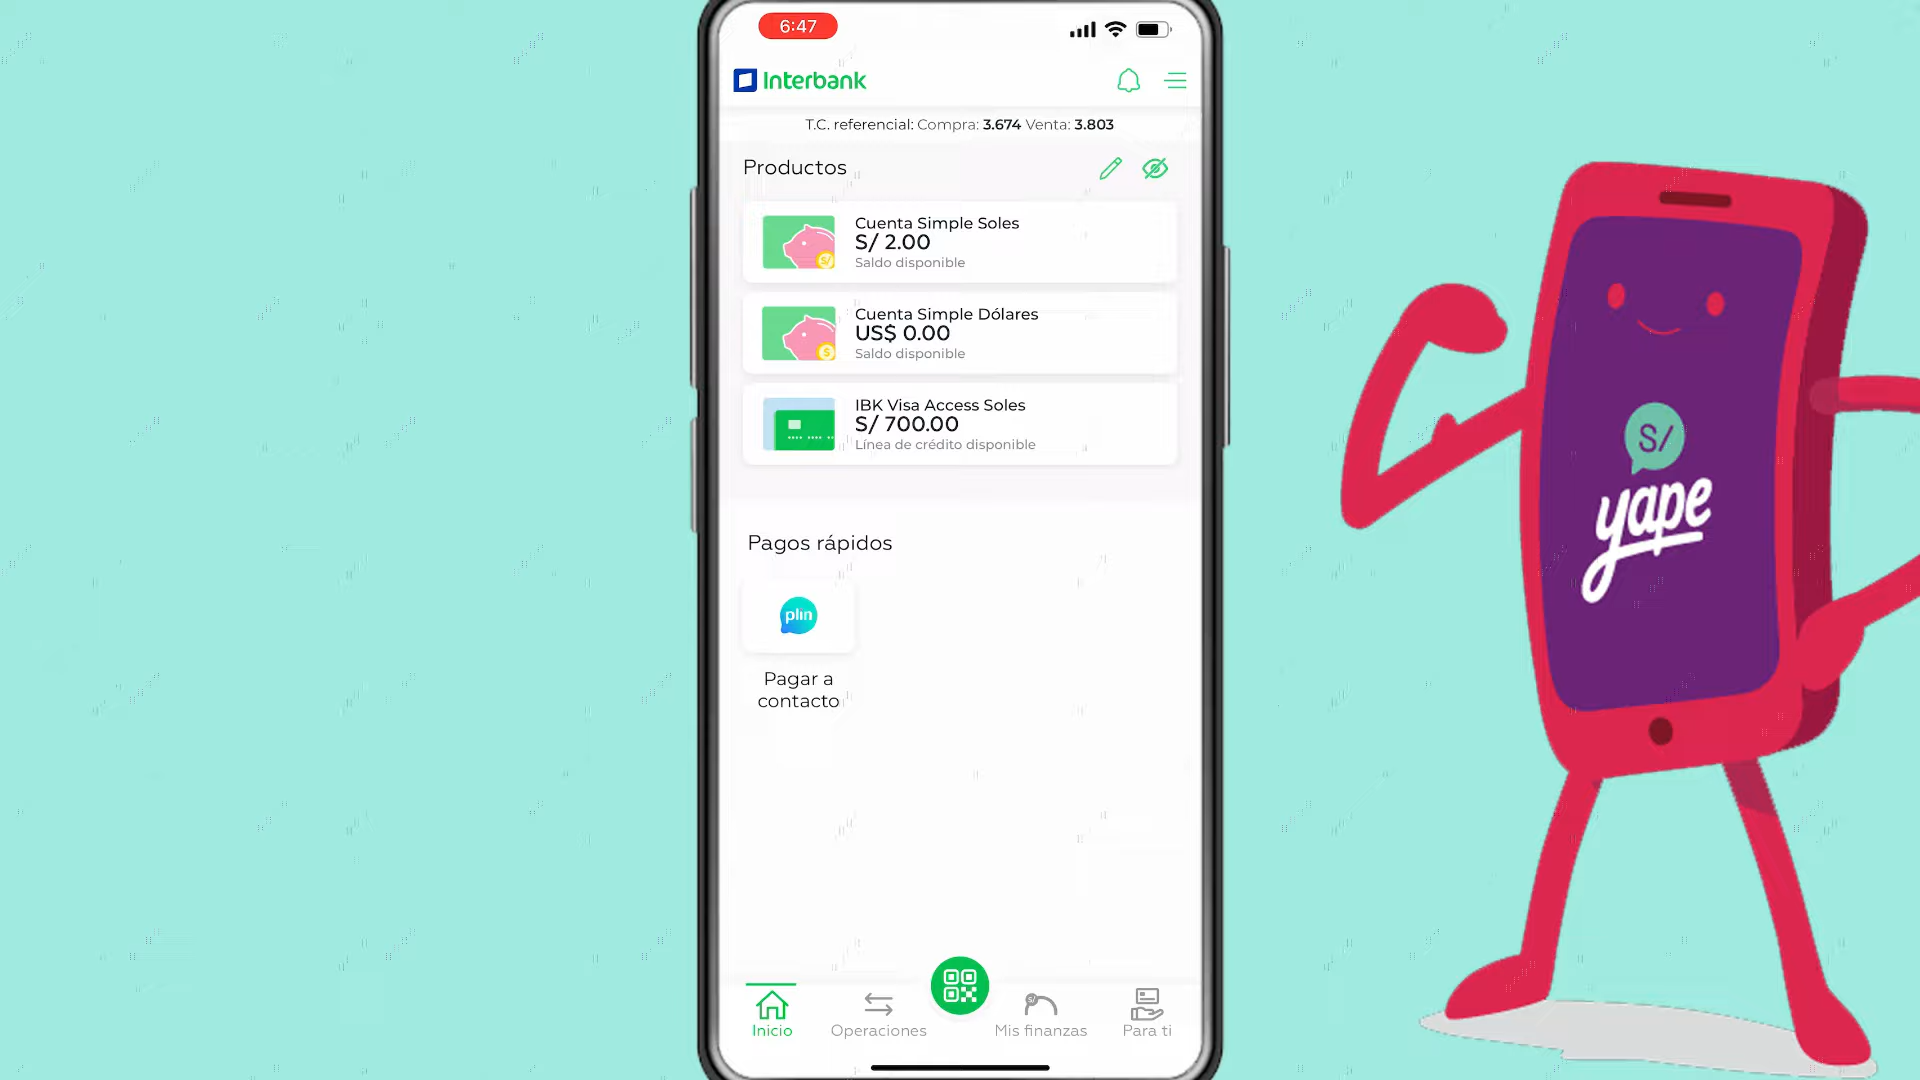 6:47
Interbank
T.C. referencial: Compra: 3.674 Venta: 3.803
Productos
Cuenta Simple Soles
S/ 2.00
Saldo disponible
Cuenta Simple Dólares
US$ 0.00
Saldo disponible
IBK Visa Access Soles
S/ 700.00
Línea de crédito disponible
Pagos rápidos
plin
Pagar a
contacto
Inicio
Operaciones
Mis finanzas
Para ti
S/
yape